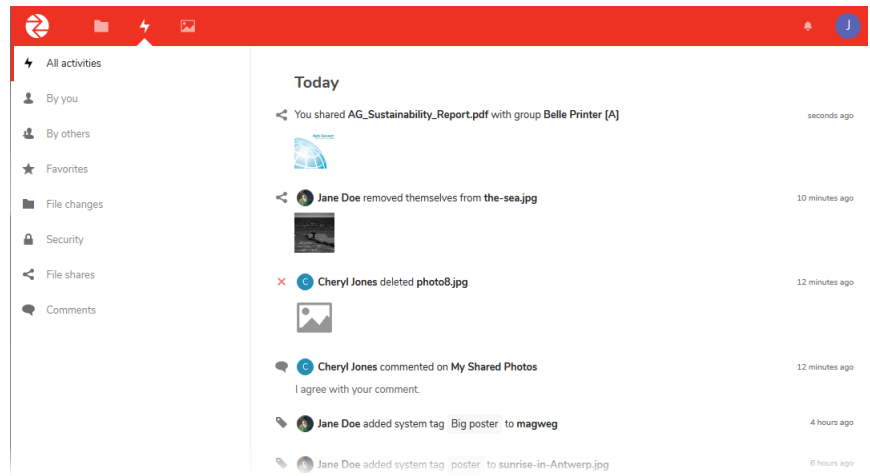 J
All activities
By you
By others
Favorites
File changes
Security
File shares
Comments
Today
You shared AG_Sustainability_Report.pdf with group Belle Printer [A] seconds ago
Jane Doe removed themselves from the-sea.jpg 10 minutes ago
C Cheryl Jones deleted photo8.jpg 12 minutes ago
C Cheryl Jones commented on My Shared Photos 12 minutes ago
I agree with your comment.
Jane Doe added system tag Big poster to magweg 4 hours ago
Jane Doe added system tag poster to sunrise-in-Antwerp.jpg 6 hours ago